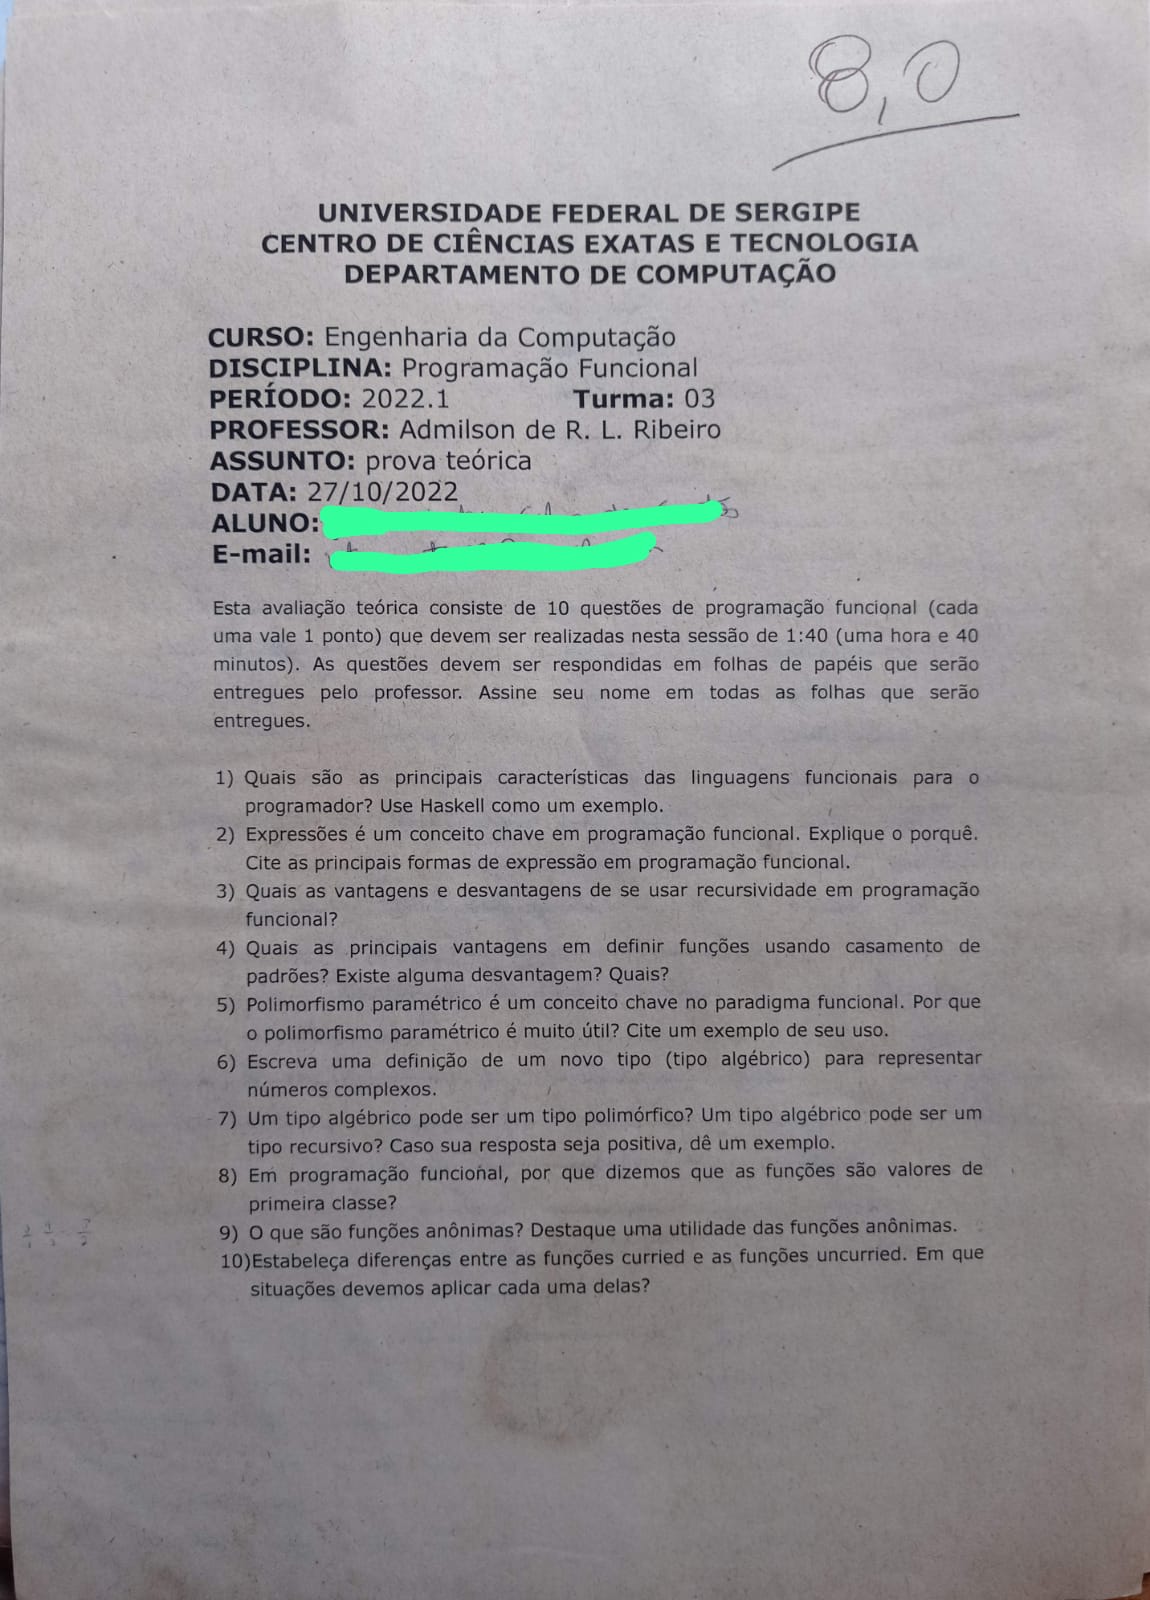 8,0
UNIVERSIDADE FEDERAL DE SERGIPE
CENTRO DE CIÊNCIAS EXATAS E TECNOLOGIA
DEPARTAMENTO DE COMPUTAÇÃO
CURSO: Engenharia da Computação
DISCIPLINA: Programação Funcional
PERÍODO: 2022.1 Turma: 03
PROFESSOR: Admilson de R. L. Ribeiro
ASSUNTO: prova teórica
DATA: 27/10/2022
ALUNO:
E-mail:
Esta avaliação teórica consiste de 10 questões de programação funcional (cada
uma vale 1 ponto) que devem ser realizadas nesta sessão de 1:40 (uma hora e 40
minutos). As questões devem ser respondidas em folhas de papéis que serão
entregues pelo professor. Assine seu nome em todas as folhas que serão
entregues.
1) Quais são as principais características das linguagens funcionais para o
programador? Use Haskell como um exemplo.
2) Expressões é um conceito chave em programação funcional. Explique o porquê.
Cite as principais formas de expressão em programação funcional.
3) Quais as vantagens e desvantagens de se usar recursividade em programação
funcional?
4) Quais as principais vantagens em definir funções usando casamento de
padrões? Existe alguma desvantagem? Quais?
5) Polimorfismo paramétrico é um conceito chave no paradigma funcional. Por que
o polimorfismo paramétrico é muito útil? Cite um exemplo de seu uso.
6) Escreva uma definição de um novo tipo (tipo algébrico) para representar
números complexos.
7) Um tipo algébrico pode ser um tipo polimórfico? Um tipo algébrico pode ser um
tipo recursivo? Caso sua resposta seja positiva, dê um exemplo.
8) Em programação funcional, por que dizemos que as funções são valores de
primeira classe?
9) O que são funções anônimas? Destaque uma utilidade das funções anônimas.
10)Estabeleça diferenças entre as funções curried e as funções uncurried. Em que
situações devemos aplicar cada uma delas?